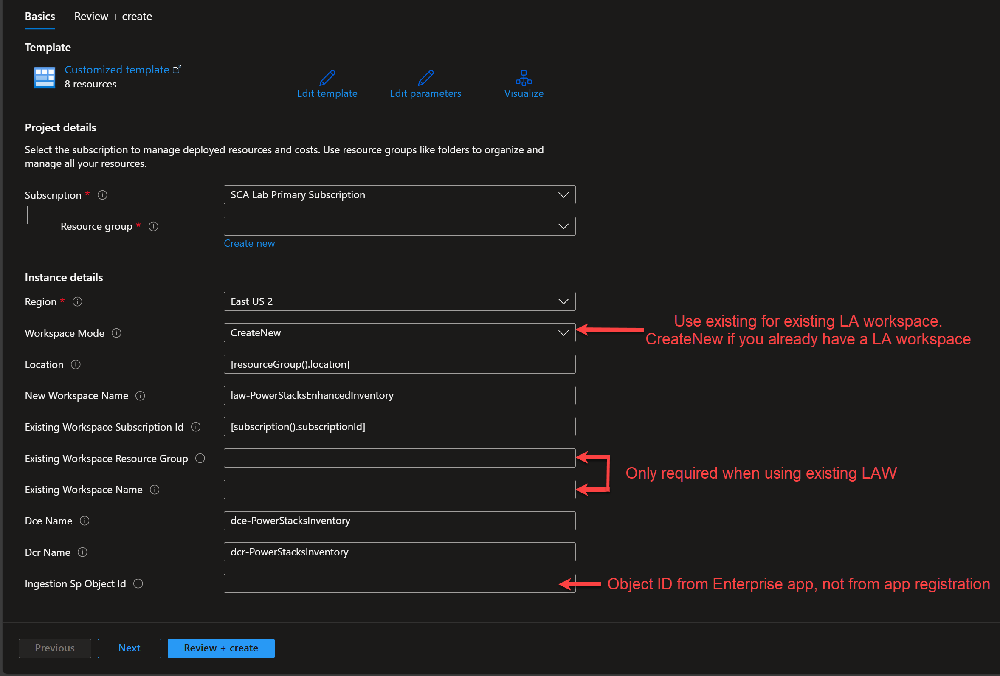 Basics Review + create
Template
Customized template
8 resources
Edit template Edit parameters Visualize
Project details
Select the subscription to manage deployed resources and costs. Use resource groups like folders to organize and
manage all your resources.
Subscription * SCA Lab Primary Subscription
Resource group *
Create new
Instance details
Region * East US 2
Workspace Mode CreateNew
Use existing for existing LA workspace.
CreateNew if you already have a LA workspace
Location [resourceGroup().location]
New Workspace Name law-PowerStacksEnhancedInventory
Existing Workspace Subscription Id [subscription().subscriptionId]
Existing Workspace Resource Group
Only required when using existing LAW
Existing Workspace Name
Dce Name dce-PowerStacksInventory
Dcr Name dcr-PowerStacksInventory
Ingestion Sp Object Id Object ID from Enterprise app, not from app registration
Previous Next Review + create